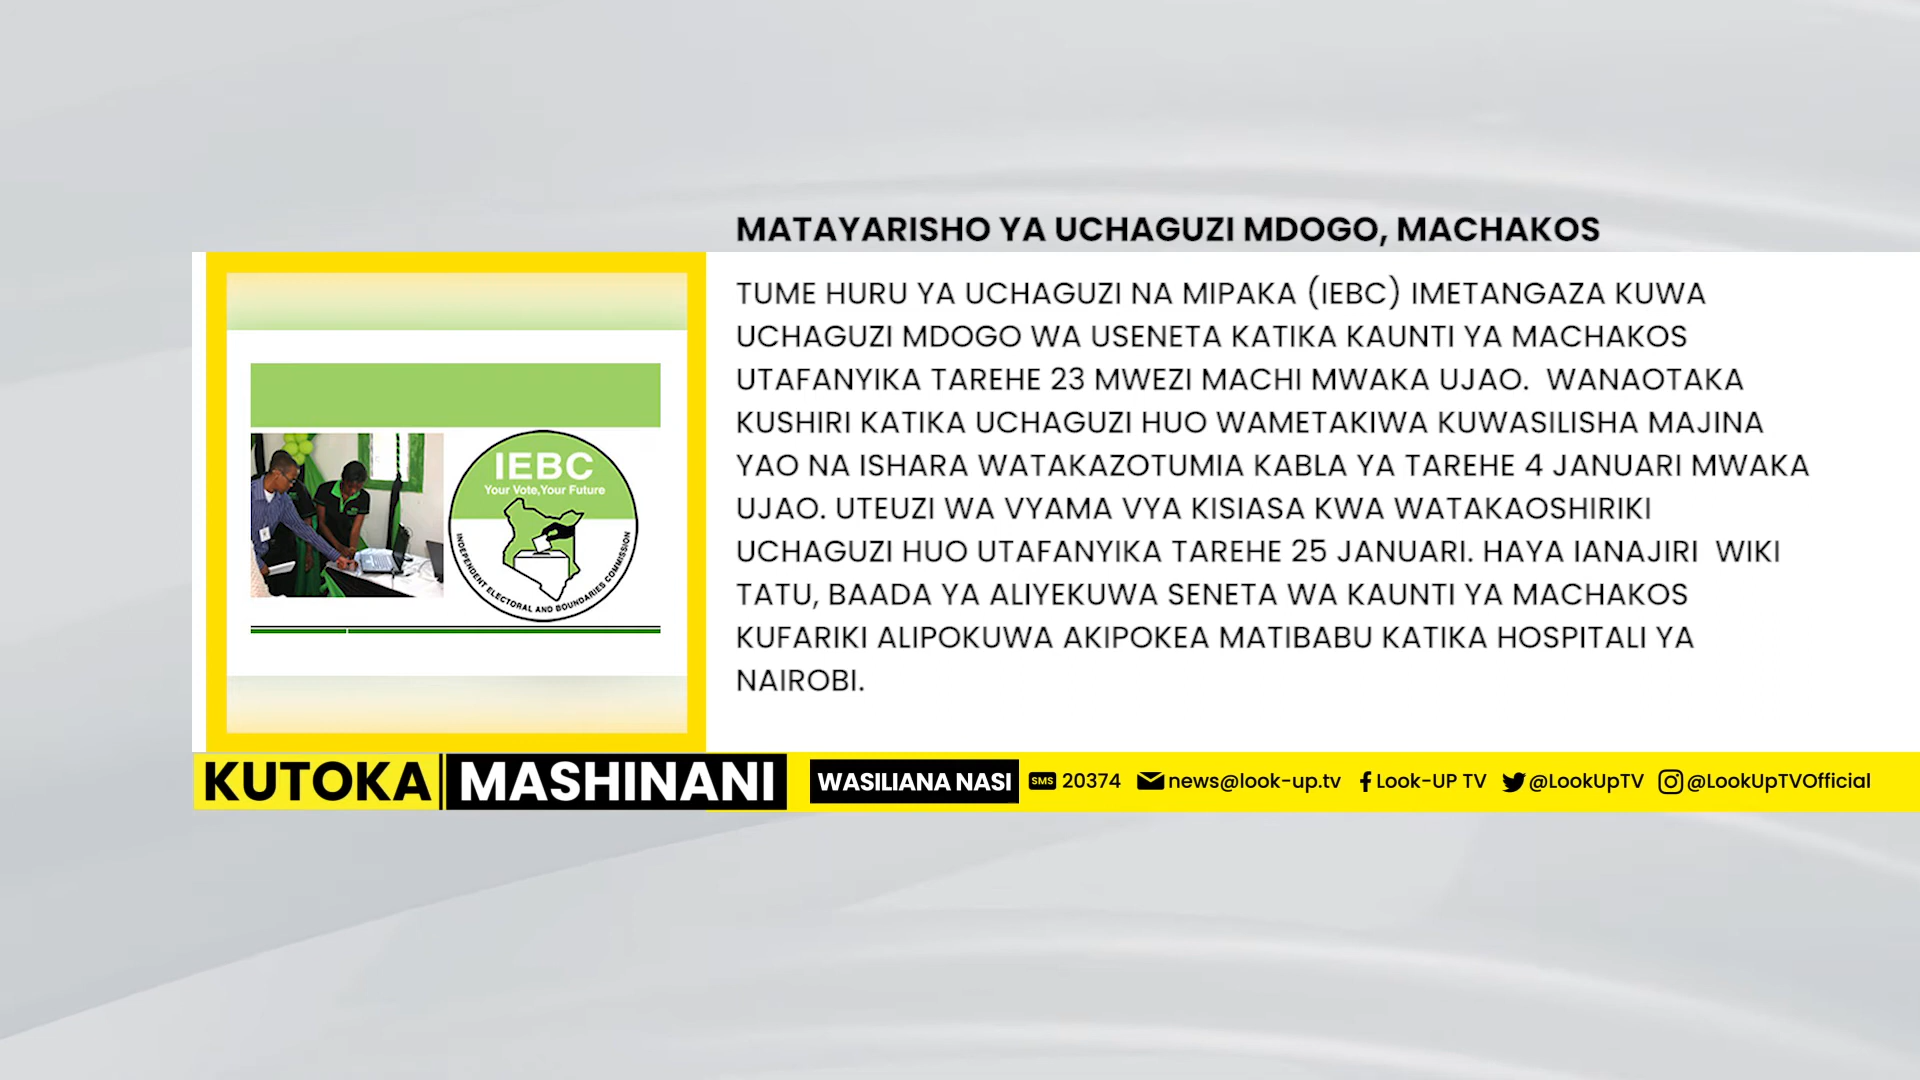 MATAYARISHO YA UCHAGUZI MDOGO, MACHAKOS
TUME HURU YA UCHAGUZI NA MIPAKA (IEBC) IMETANGAZA KUWA
UCHAGUZI MDOGO WA USENETA KATIKA KAUNTI YA MACHAKOS
UTAFANYIKA TAREHE 23 MWEZI MACHI MWAKA UJAO. WANAOTAKA
KUSHIRI KATIKA UCHAGUZI HUO WAMETAKIWA KUWASILISHA MAJINA
YAO NA ISHARA WATAKAZOTUMIA KABLA YA TAREHE 4 JANUARI MWAKA
UJAO. UTEUZI WA VYAMA VYA KISIASA KWA WATAKAOSHIRIKI
UCHAGUZI HUO UTAFANYIKA TAREHE 25 JANUARI. HAYA IANAJIRI WIKI
TATU, BAADA YA ALIYEKUWA SENETA WA KAUNTI YA MACHAKOS
KUFARIKI ALIPOKUWA AKIPOKEA MATIBABU KATIKA HOSPITALI YA
NAIROBI.
IEBC
Your Vote,Your Future
INDEPENDENT ELECTORAL AND BOUNDARIES COMMISSION
KUTOKA MASHINANI WASILIANA NASI SMS 20374 news@look-up.tv Look-UP TV @LookUpTV @LookUpTVOfficial